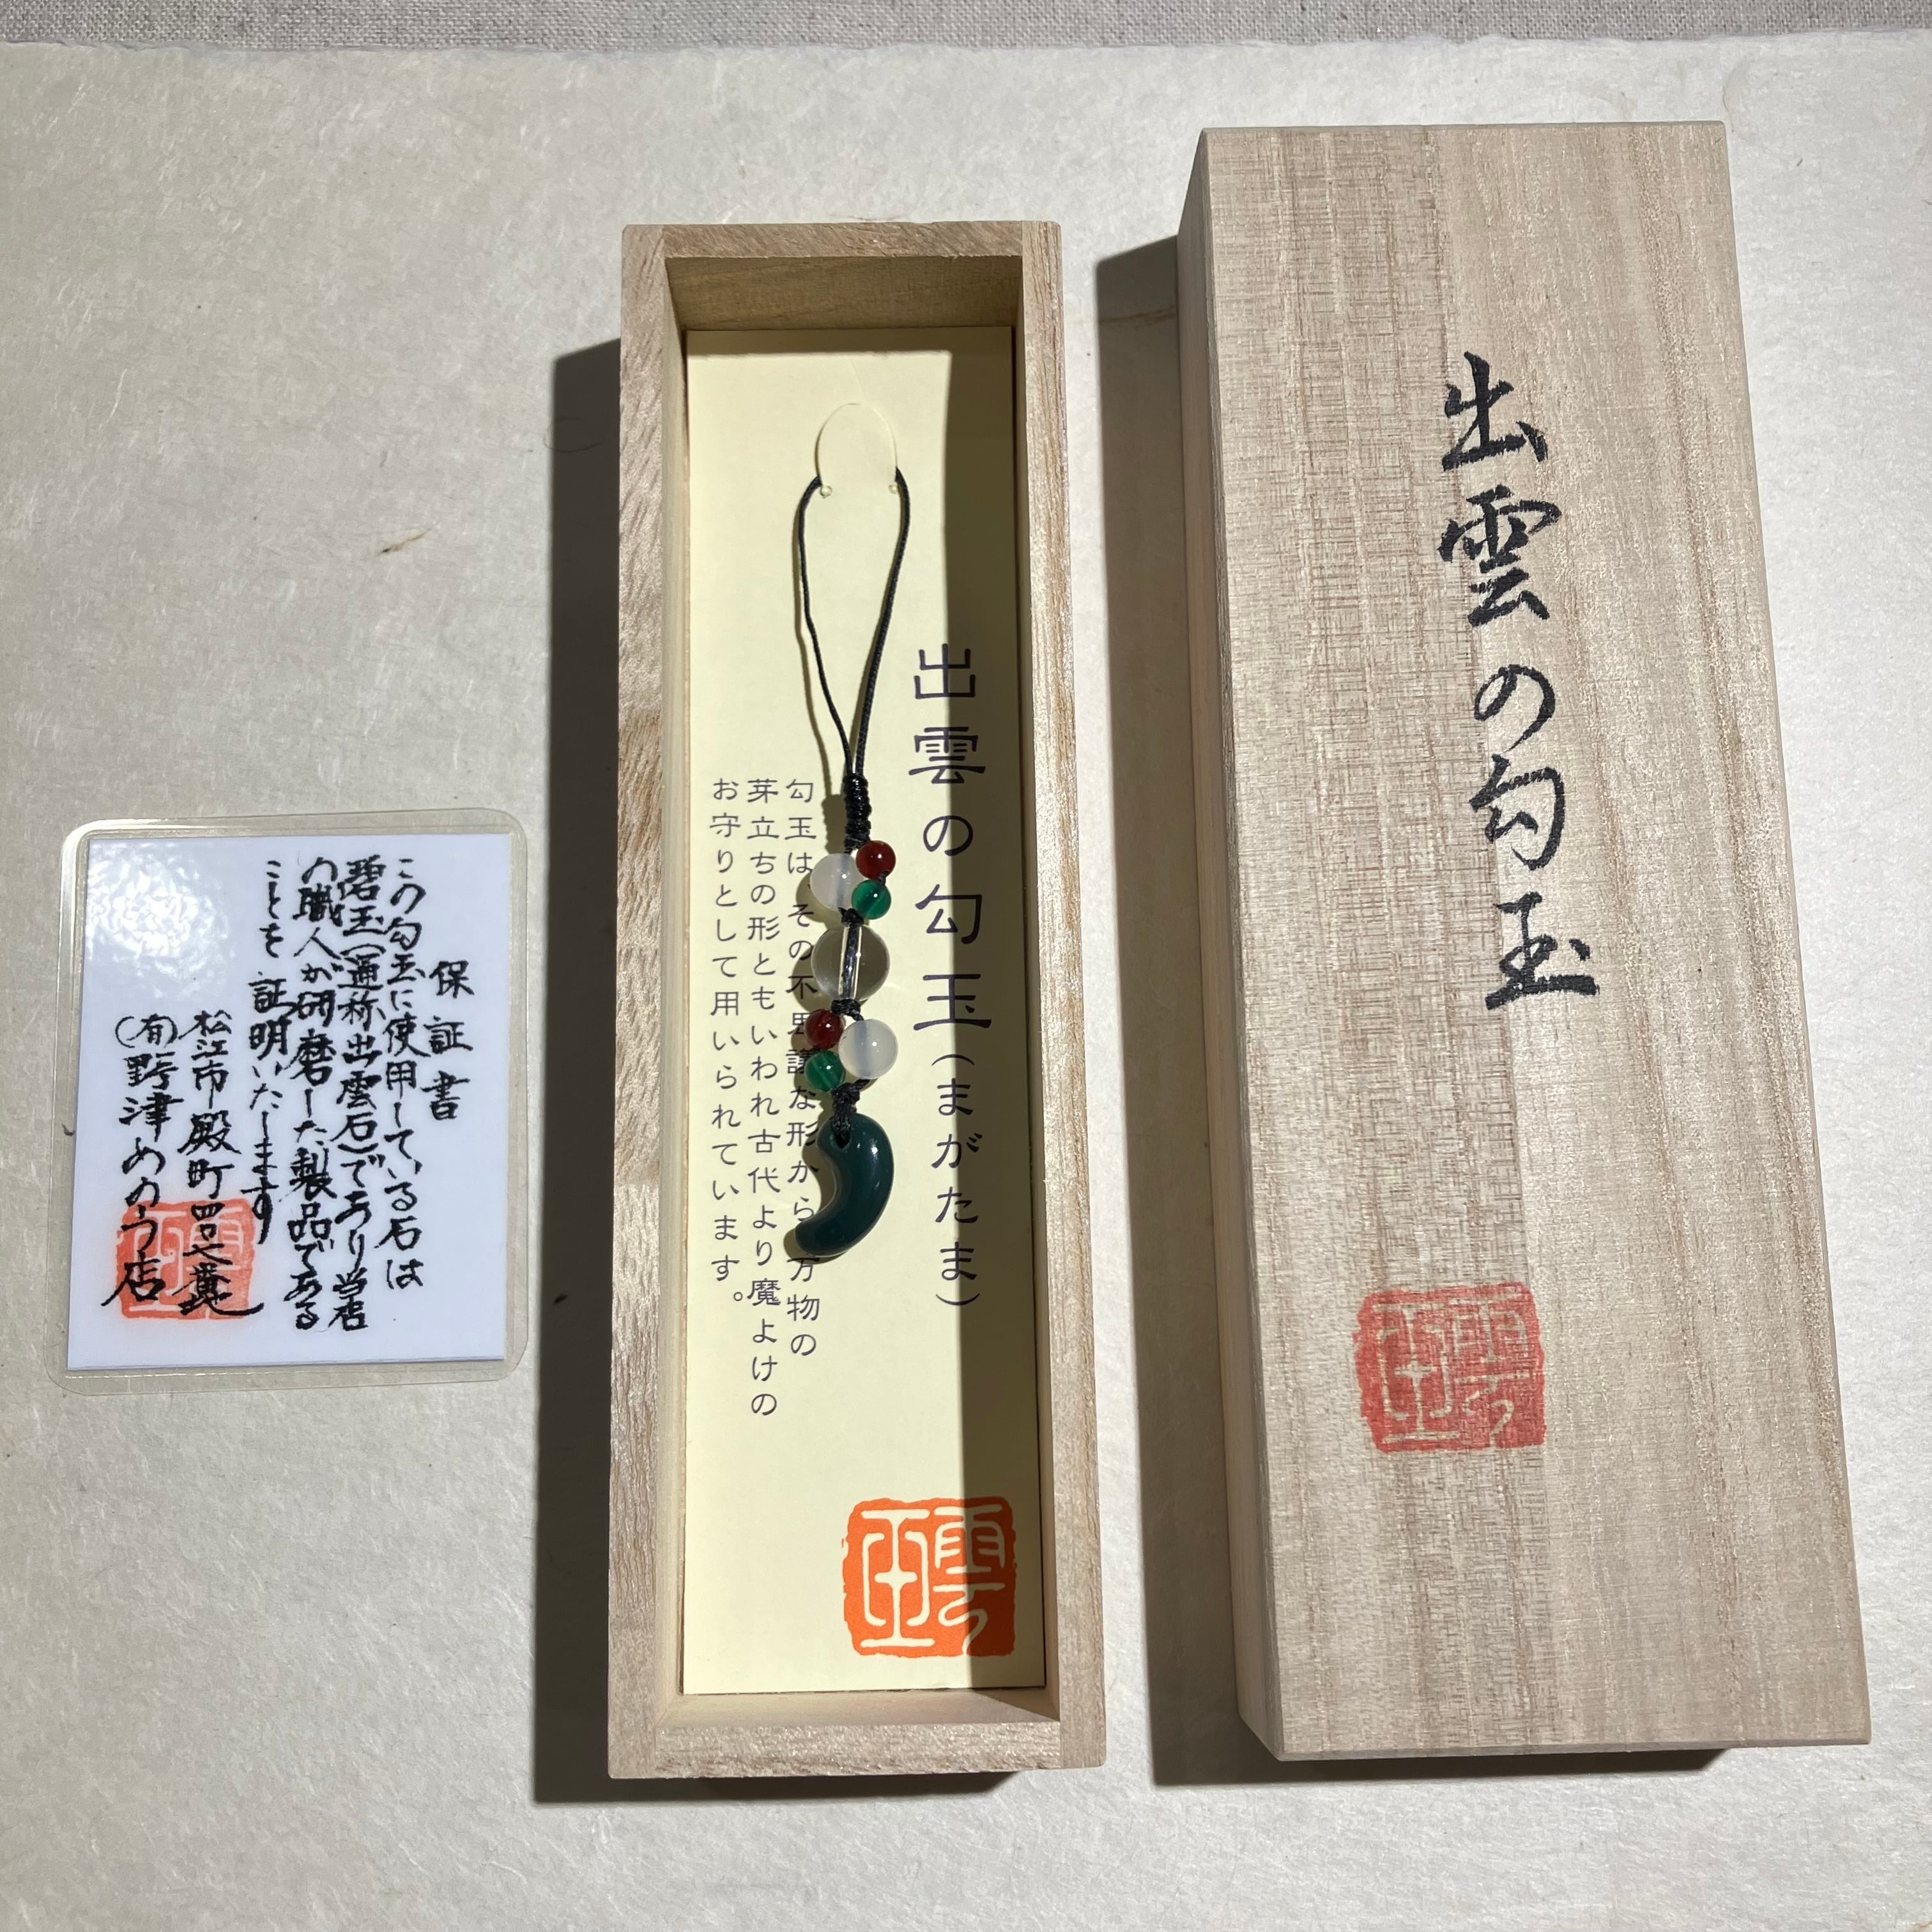 出雲の勾玉
出雲の勾玉(まがたま)
勾玉は、その不思議な形から万物の
芽立ちの形ともいわれ古代より魔よけの
お守りとして用いられています。
保証書
この勾玉に使用している石は
碧玉(通称出雲石)であり当店
の職人が研磨した製品である
ことを証明いたします
松江市殿町
(有)野津めのう店